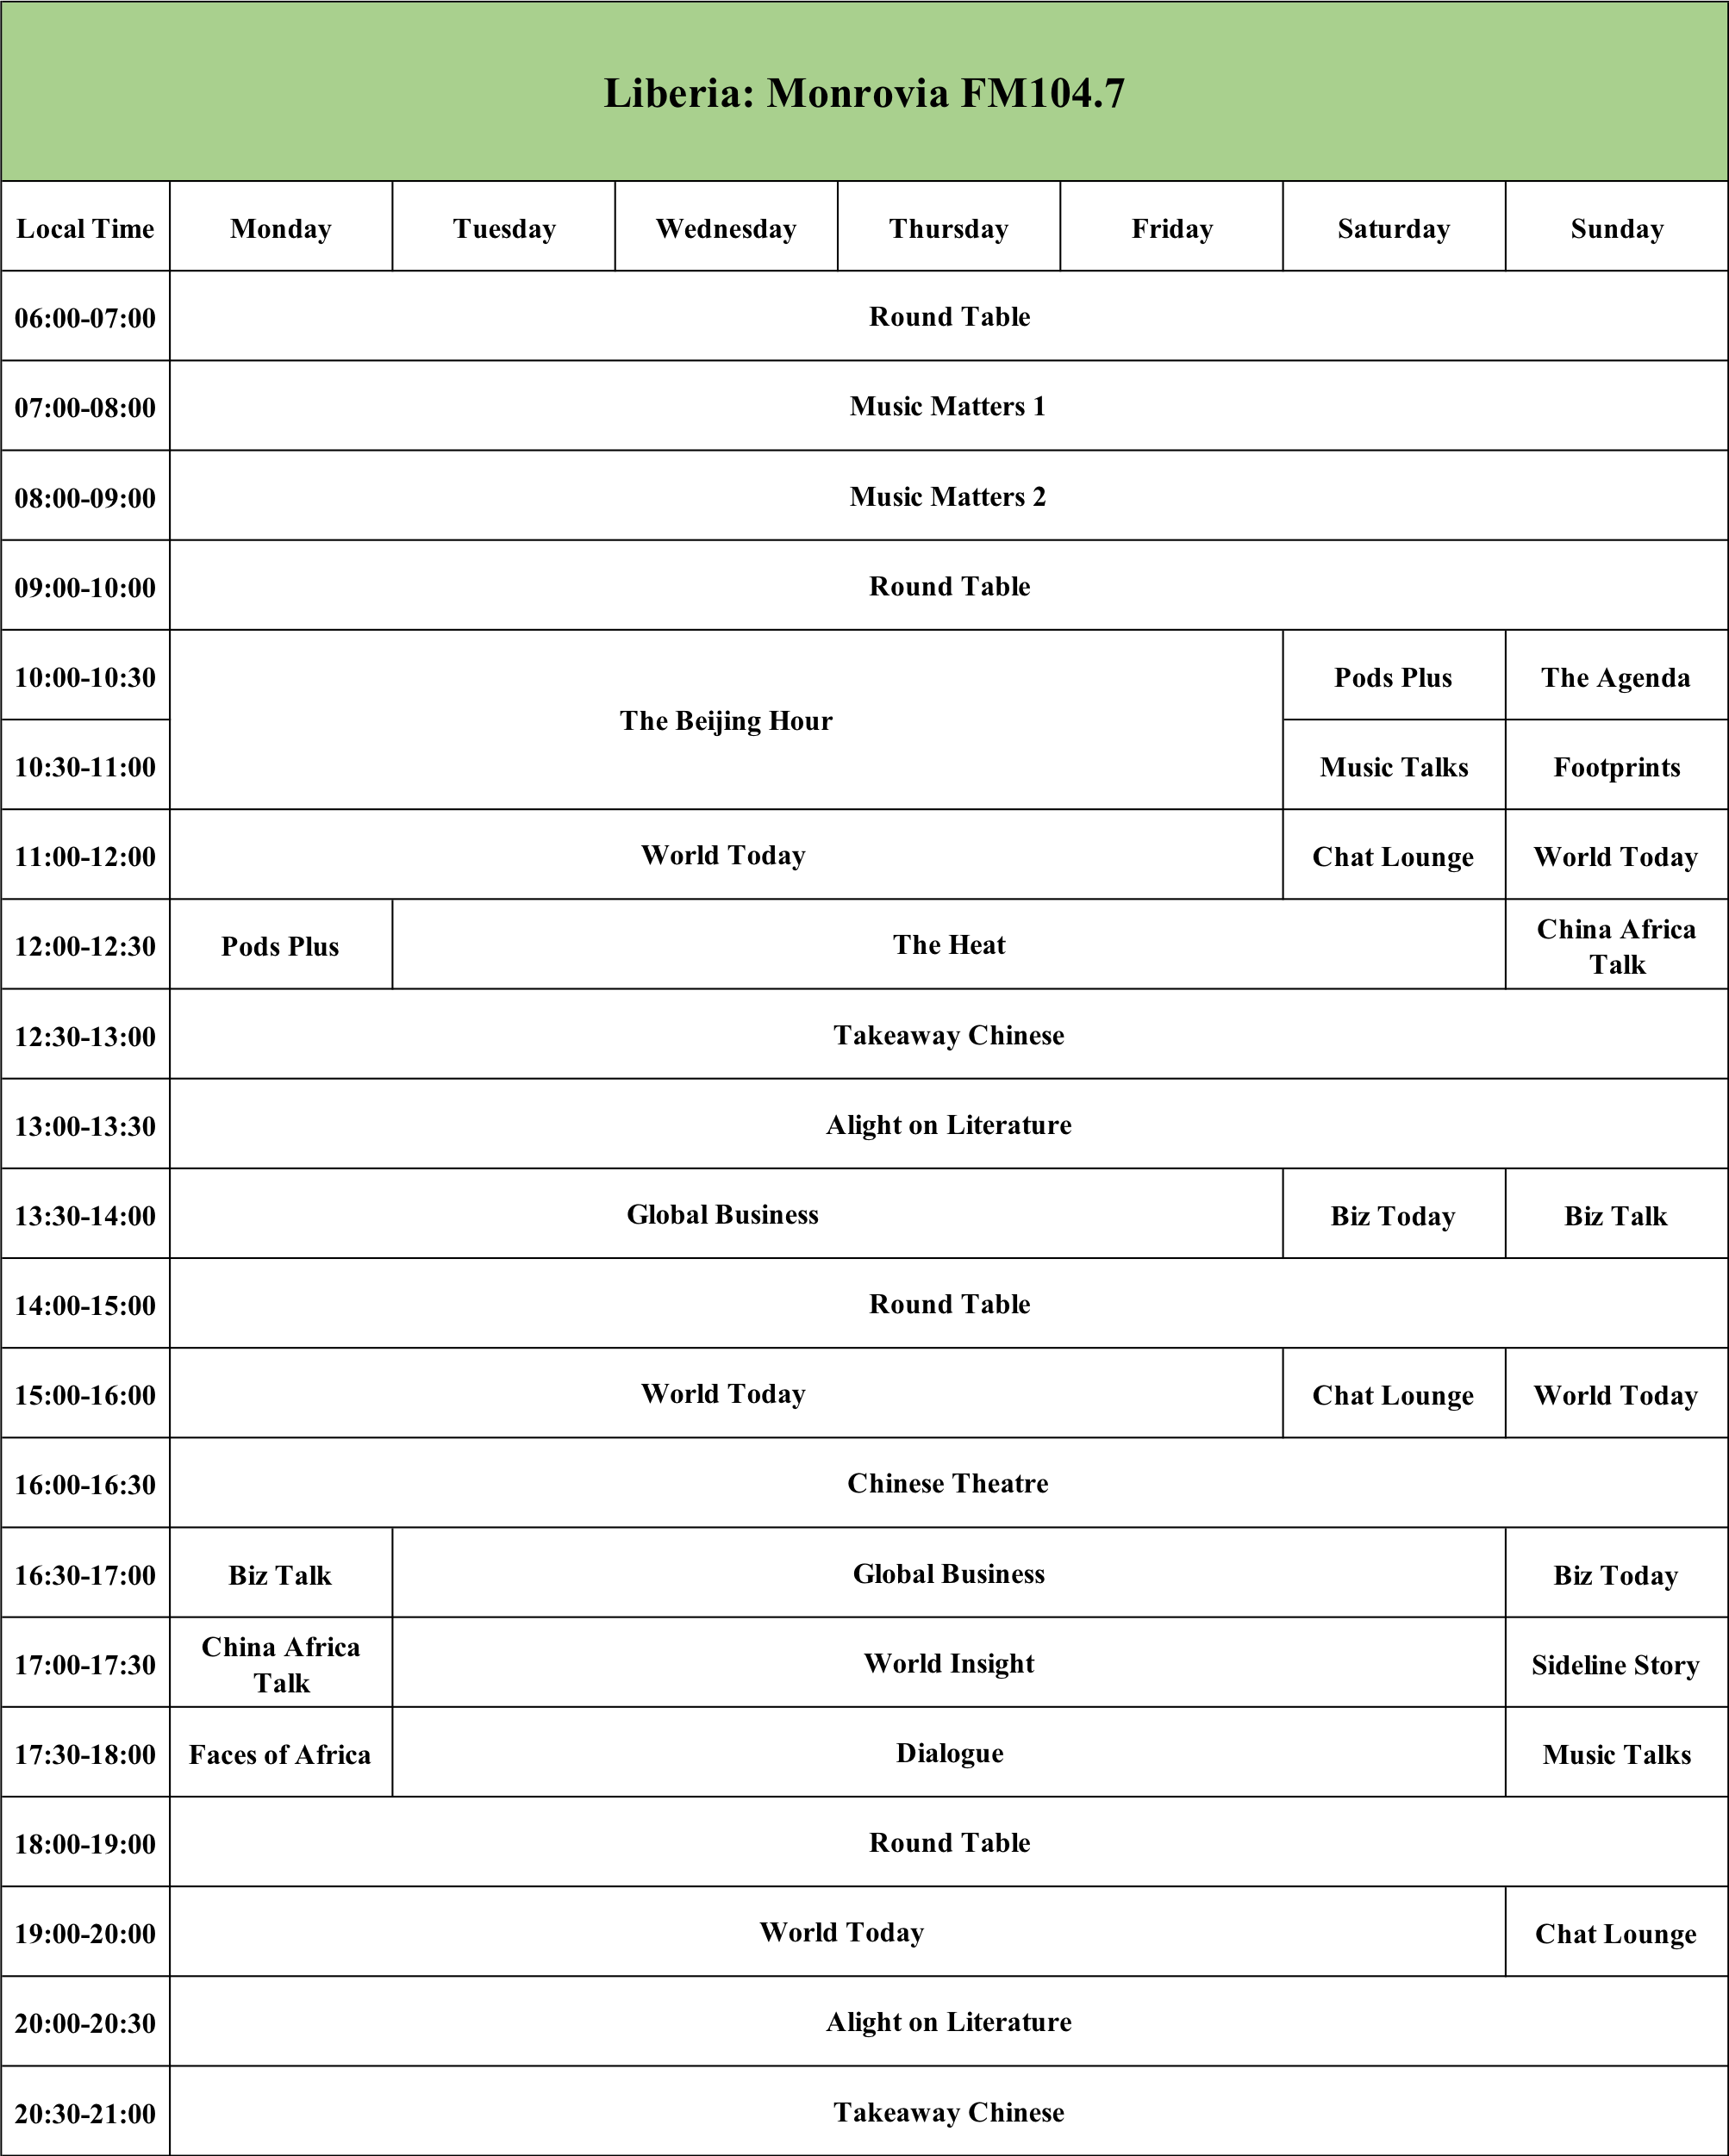 Liberia: Monrovia FM104.7
Local Time Monday Tuesday Wednesday Thursday Friday Saturday Sunday
06:00-07:00 Round Table
07:00-08:00 Music Matters 1
08:00-09:00 Music Matters 2
09:00-10:00 Round Table
10:00-10:30 The Beijing Hour Pods Plus The Agenda
10:30-11:00 Music Talks Footprints
11:00-12:00 World Today Chat Lounge World Today
12:00-12:30 Pods Plus The Heat China Africa
Talk
12:30-13:00 Takeaway Chinese
13:00-13:30 Alight on Literature
13:30-14:00 Global Business Biz Today Biz Talk
14:00-15:00 Round Table
15:00-16:00 World Today Chat Lounge World Today
16:00-16:30 Chinese Theatre
16:30-17:00 Biz Talk Global Business Biz Today
17:00-17:30 China Africa
Talk World Insight Sideline Story
17:30-18:00 Faces of Africa Dialogue Music Talks
18:00-19:00 Round Table
19:00-20:00 World Today Chat Lounge
20:00-20:30 Alight on Literature
20:30-21:00 Takeaway Chinese